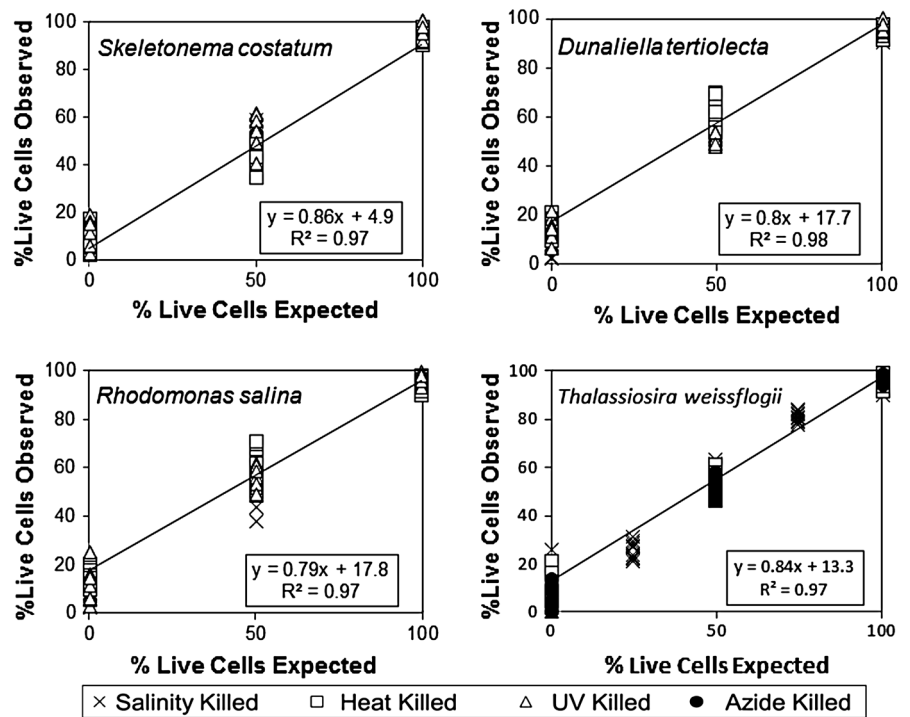 Skeletonema costatum
%Live Cells Observed
100
80
60
40
20
0
y = 0.86x + 4.9
R² = 0.97
0 50 100
% Live Cells Expected
Dunaliella tertiolecta
%Live Cells Observed
100
80
60
40
20
0
y = 0.8x + 17.7
R² = 0.98
0 50 100
% Live Cells Expected
Rhodomonas salina
%Live Cells Observed
100
80
60
40
20
0
y = 0.79x + 17.8
R² = 0.97
0 50 100
% Live Cells Expected
Thalassiosira weissflogii
%Live Cells Observed
100
80
60
40
20
0
y = 0.84x + 13.3
R² = 0.97
0 50 100
% Live Cells Expected
Salinity Killed Heat Killed UV Killed Azide Killed